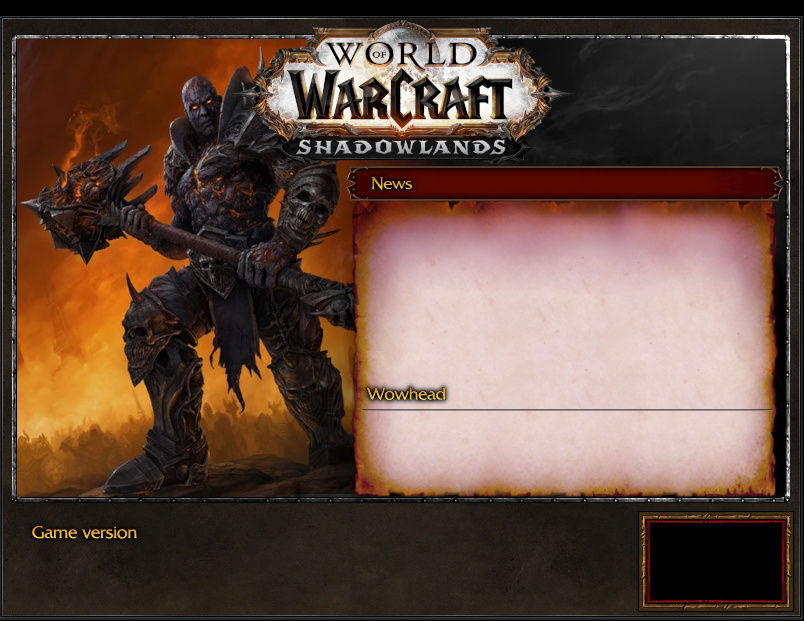 WORLD
OF
WARCRAFT
SHADOWLANDS
News
Wowhead
Game version